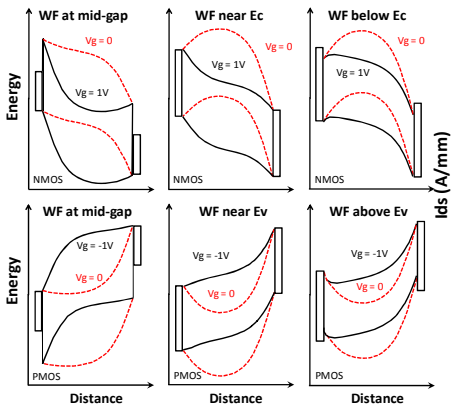 WF at mid-gap
WF near Ec
WF below Ec
Vg = 0
Vg = 0
Vg = 0
Vg = 1V
Vg = 1V
Vg = 1V
Energy
NMOS
NMOS
NMOS
Ids (A/mm)
WF at mid-gap
WF near Ev
WF above Ev
Vg = -1V
Vg = -1V
Vg = -1V
Vg = 0
Vg = 0
Vg = 0
Energy
PMOS
PMOS
PMOS
Distance
Distance
Distance